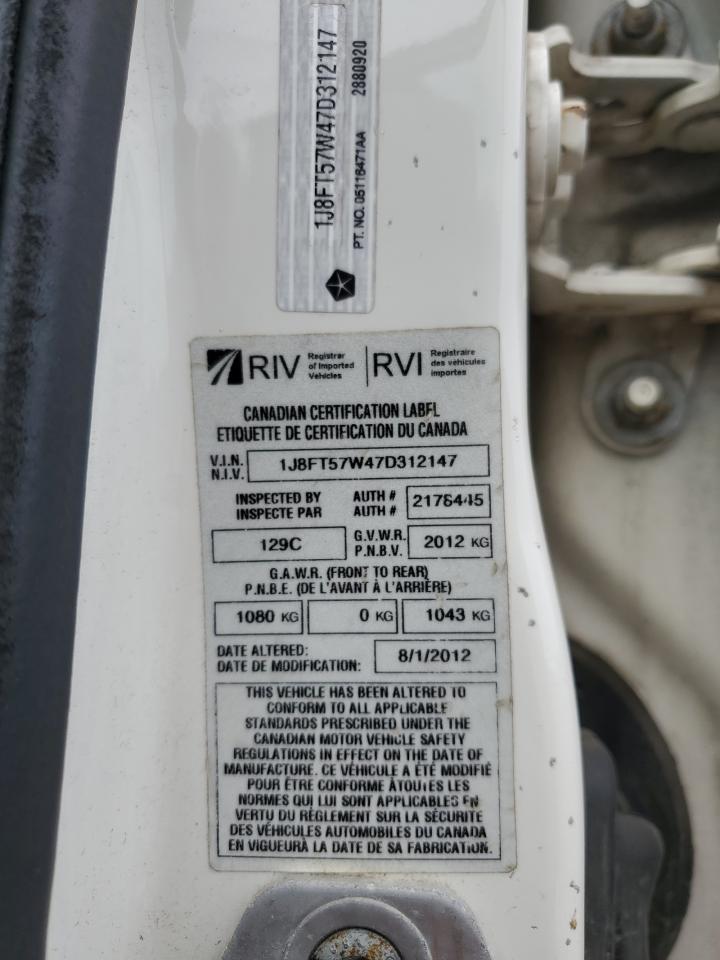 1J8FT57W47D312147
PT. NO. 05116471AA 2880920
RIV Registrar of Imported Vehicles RVI Registraire des véhicules importés
CANADIAN CERTIFICATION LABEL
ETIQUETTE DE CERTIFICATION DU CANADA
V.I.N. N.I.V. 1J8FT57W47D312147
INSPECTED BY AUTH # 2178445
INSPECTE PAR AUTH #
129C G.V.W.R. P.N.B.V. 2012 KG
G.A.W.R. (FRONT TO REAR)
P.N.B.E. (DE L'AVANT À L'ARRIÈRE)
1080 KG 0 KG 1043 KG
DATE ALTERED: 8/1/2012
DATE DE MODIFICATION:
THIS VEHICLE HAS BEEN ALTERED TO
CONFORM TO ALL APPLICABLE
STANDARDS PRESCRIBED UNDER THE
CANADIAN MOTOR VEHICLE SAFETY
REGULATIONS IN EFFECT ON THE DATE OF
MANUFACTURE. CE VÉHICULE A ÉTÉ MODIFIÉ
POUR ÊTRE CONFORME ÀTOUTES LES
NORMES QUI LUI SONT APPLICABLES EN
VERTU DU RÈGLEMENT SUR LA SÉCURITÉ
DES VÉHICULES AUTOMOBILES DU CANADA
EN VIGUEURÀ LA DATE DE SA FABRICATION.